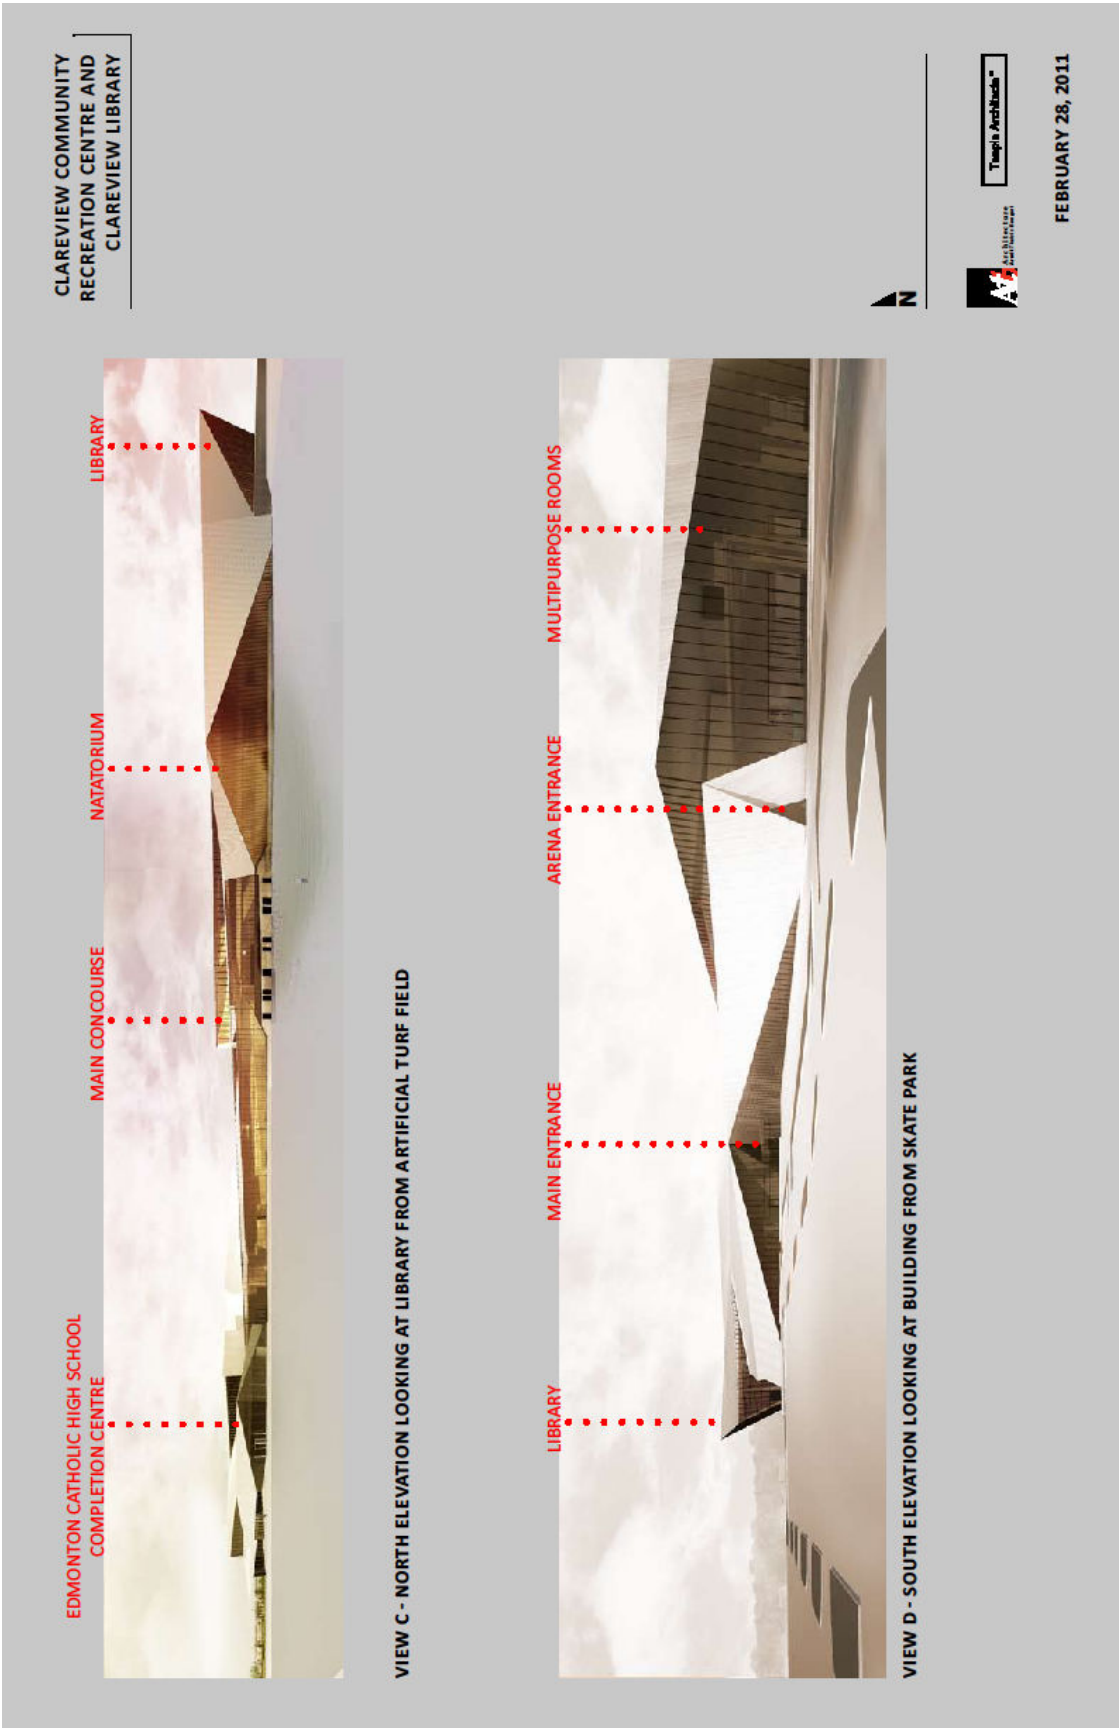 CLAREVIEW COMMUNITY
RECREATION CENTRE AND
CLAREVIEW LIBRARY
EDMONTON CATHOLIC HIGH SCHOOL
COMPLETION CENTRE
MAIN CONCOURSE
NATATORIUM
LIBRARY
VIEW C - NORTH ELEVATION LOOKING AT LIBRARY FROM ARTIFICIAL TURF FIELD
LIBRARY
MAIN ENTRANCE
ARENA ENTRANCE
MULTIPURPOSE ROOMS
VIEW D - SOUTH ELEVATION LOOKING AT BUILDING FROM SKATE PARK
N
Architecture
Teeple Architects
FEBRUARY 28, 2011